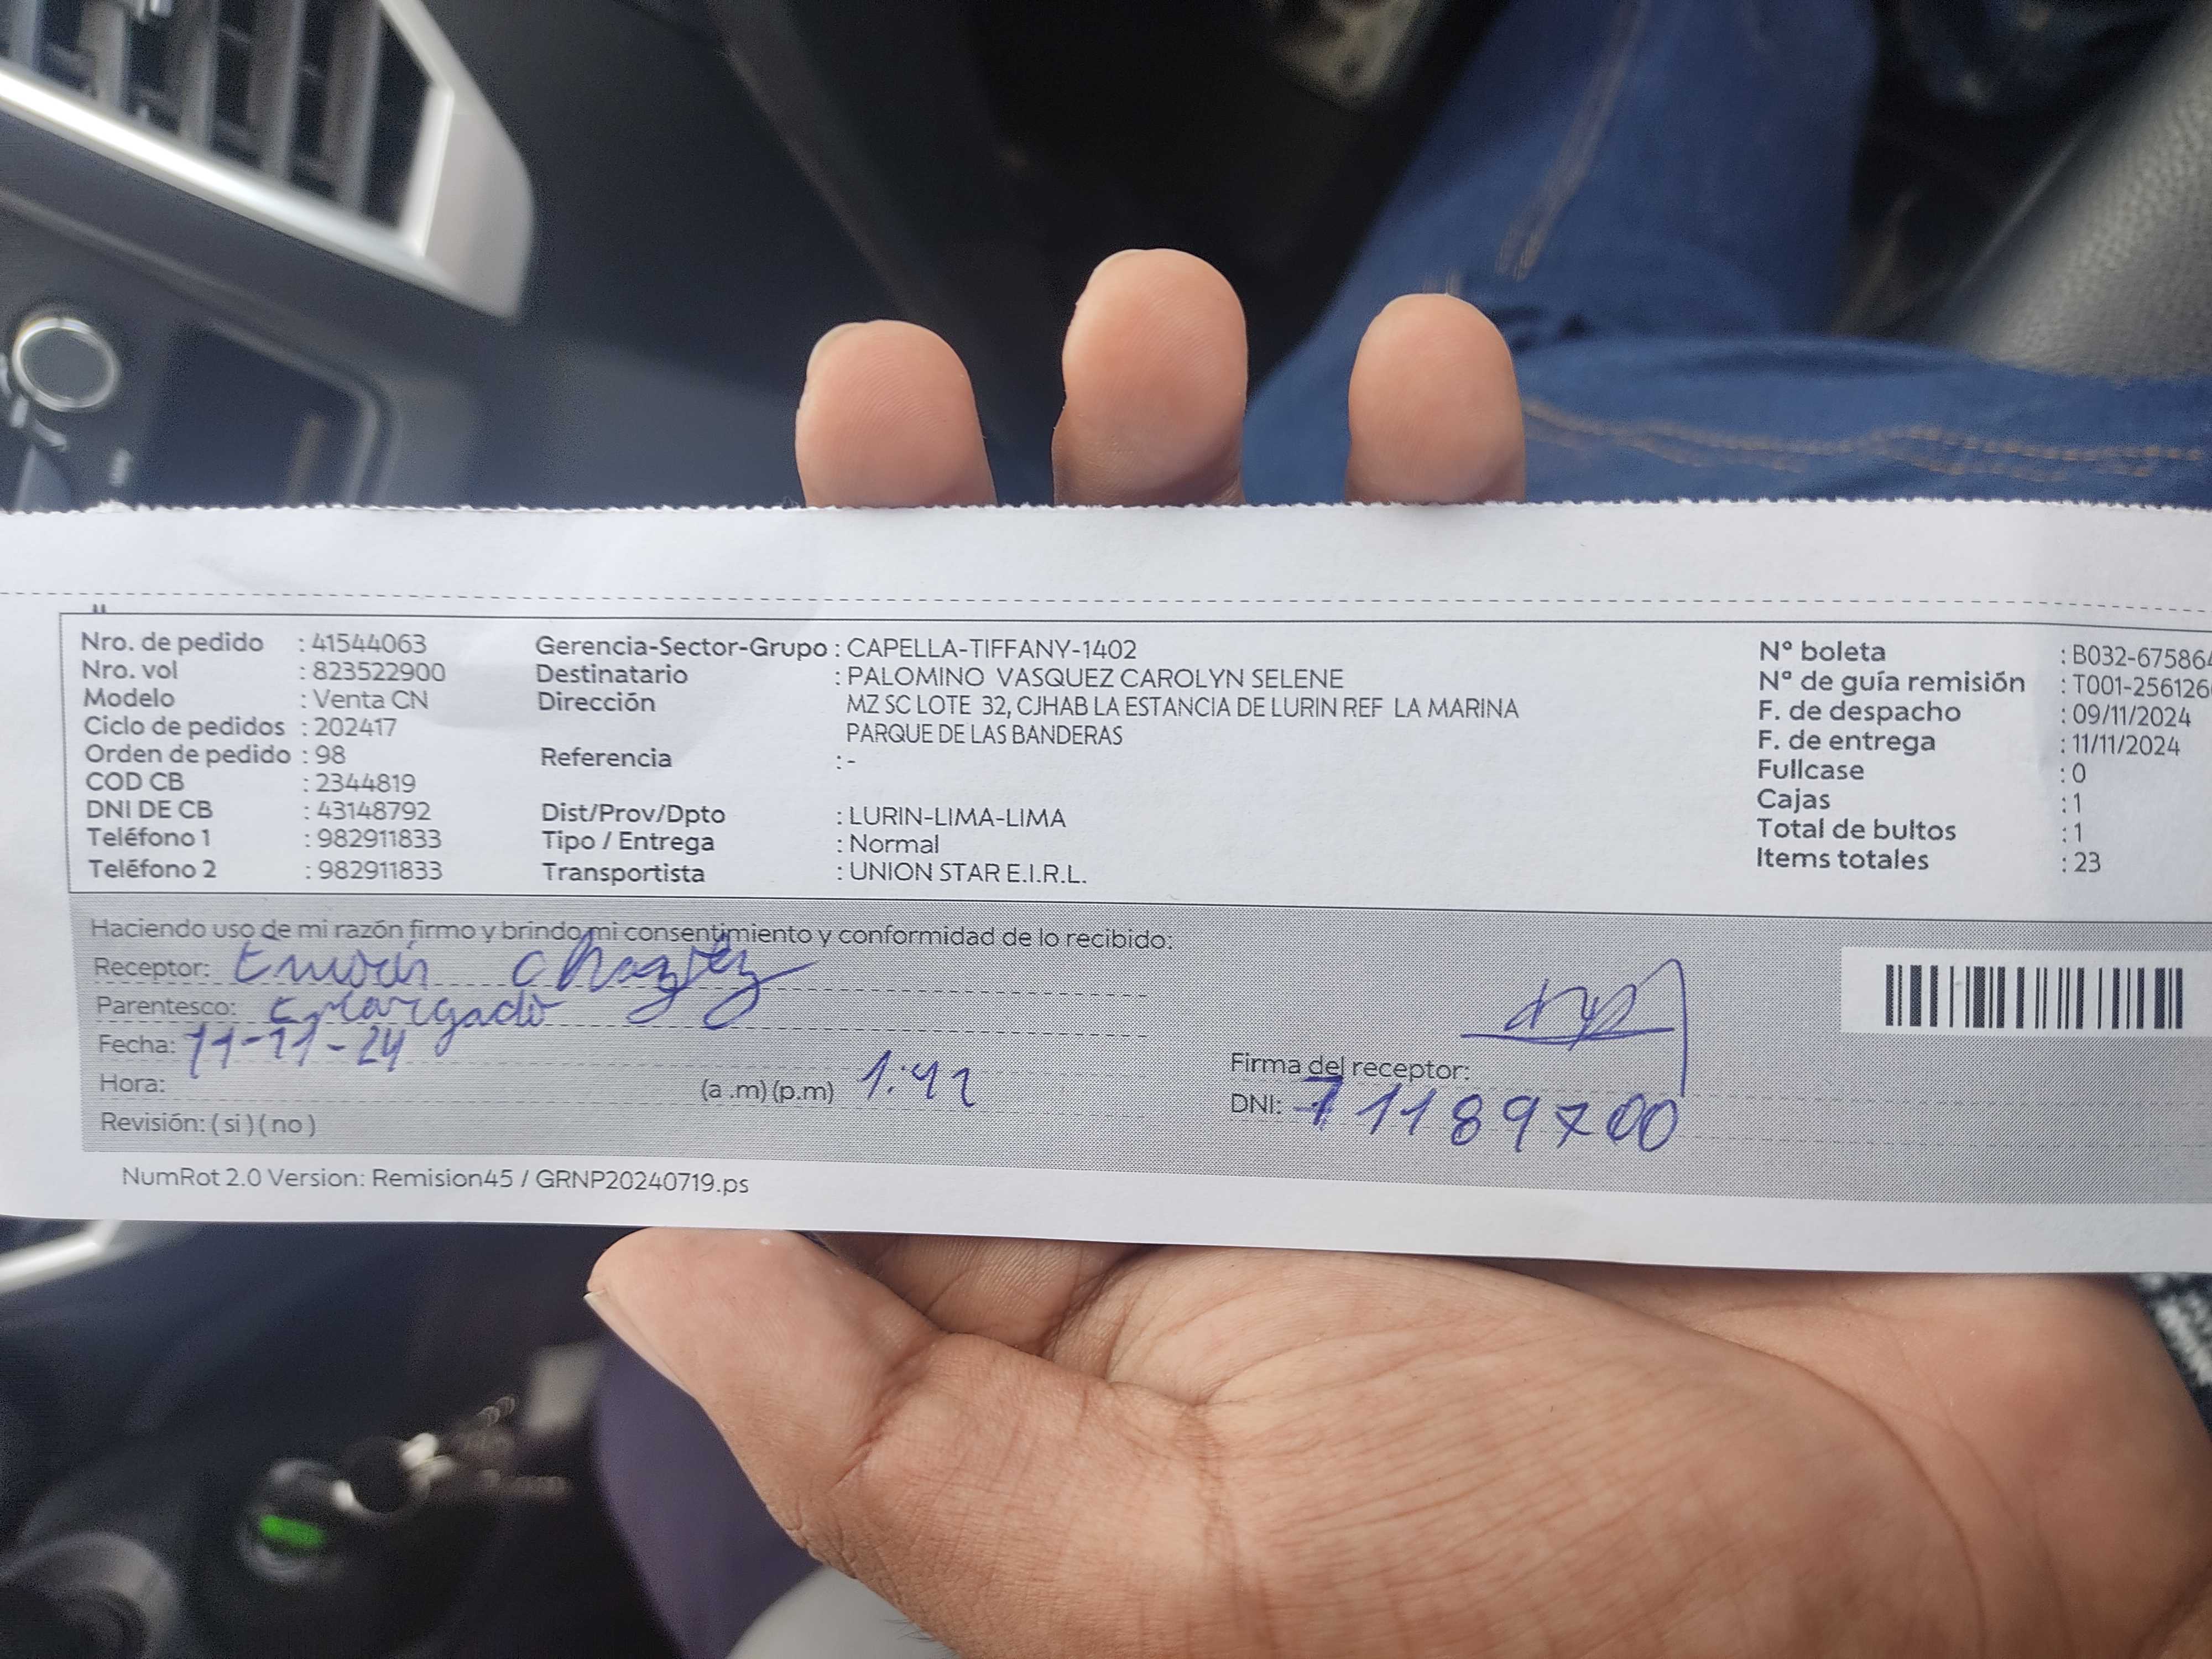 Nro. de pedido : 41544063
Nro. vol : 823522900
Modelo : Venta CN
Ciclo de pedidos : 202417
Orden de pedido : 98
COD CB : 2344819
DNI DE CB : 43148792
Teléfono 1 : 982911833
Teléfono 2 : 982911833
Gerencia-Sector-Grupo : CAPELLA-TIFFANY-1402
Destinatario : PALOMINO VASQUEZ CAROLYN SELENE
Dirección MZ SC LOTE 32, CJHAB LA ESTANCIA DE LURIN REF LA MARINA
PARQUE DE LAS BANDERAS
Referencia : -
Dist/Prov/Dpto : LURIN-LIMA-LIMA
Tipo / Entrega : Normal
Transportista : UNION STAR E.I.R.L.
N° boleta : B032-67586
Nª de guía remisión : T001-256126
F. de despacho : 09/11/2024
F. de entrega : 11/11/2024
Fullcase : 0
Cajas : 1
Total de bultos : 1
Items totales : 23
Haciendo uso de mi razón firmo y brindo mi consentimiento y conformidad de lo recibido:
Receptor:
Parentesco: Encargado
Fecha: 11-11-24
Hora: (a .m) (p.m) 1:42
Revisión: ( si ) ( no )
Firma del receptor:
DNI: 71189700
NumRot 2.0 Version: Remision45 / GRNP20240719.ps